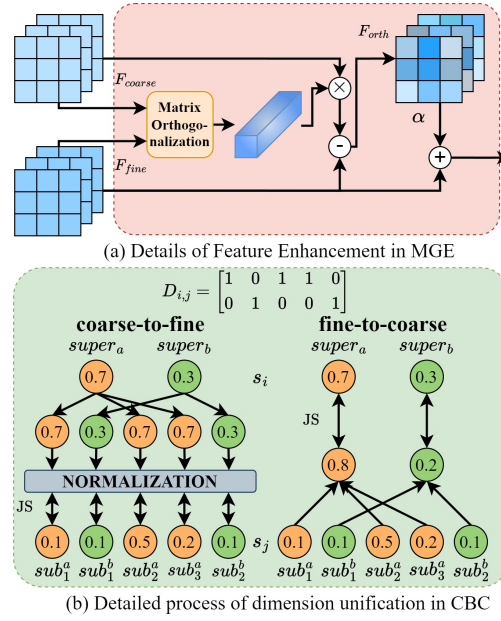 F_coarse
Matrix
Orthogo-
nalization
F_fine
×
-
F_orth
α
+
(a) Details of Feature Enhancement in MGE
D_{i,j} = [1 0 1 1 0
0 1 0 0 1]
coarse-to-fine fine-to-coarse
super_a super_b super_a super_b
0.7 0.3 s_i 0.7 0.3
0.7 0.3 0.7 0.7 0.3 JS
0.8 0.2
NORMALIZATION
JS
0.1 0.1 0.5 0.2 0.1 s_j 0.1 0.1 0.5 0.2 0.1
sub_1^a sub_1^b sub_2^a sub_3^a sub_2^b sub_1^a sub_1^b sub_2^a sub_3^a sub_2^b
(b) Detailed process of dimension unification in CBC